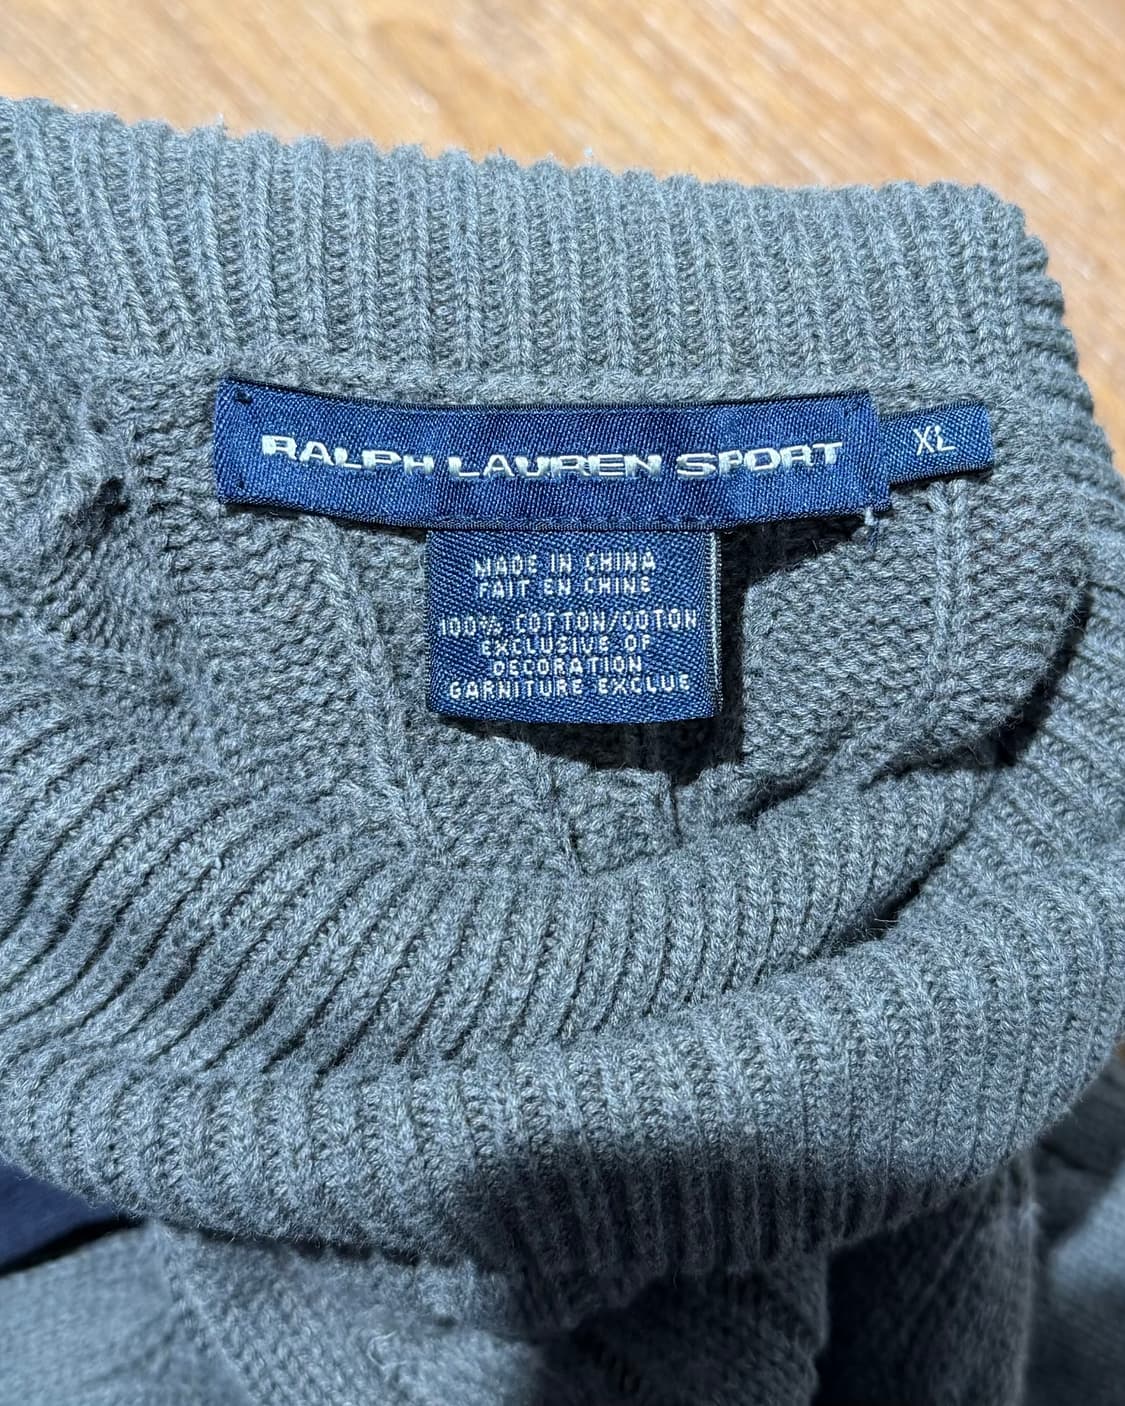 RALPH LAUREN SPORT
XL
MADE IN CHINA
FAIT EN CHINE
100% COTTON/COTON
EXCLUSIVE OF
DECORATION
GARNITURE EXCLUE